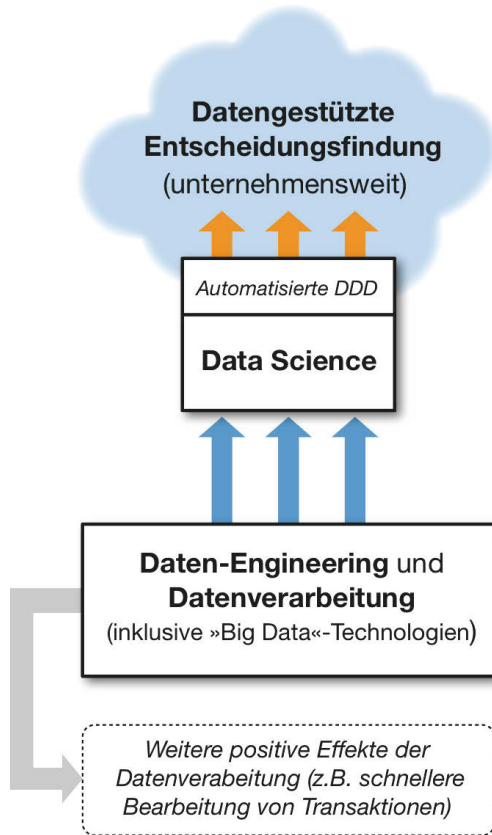 Datengestützte
Entscheidungsfindung
(unternehmensweit)
Automatisierte DDD
Data Science
Daten-Engineering und
Datenverarbeitung
(inklusive »Big Data«-Technologien)
Weitere positive Effekte der
Datenverabeitung (z.B. schnellere
Bearbeitung von Transaktionen)